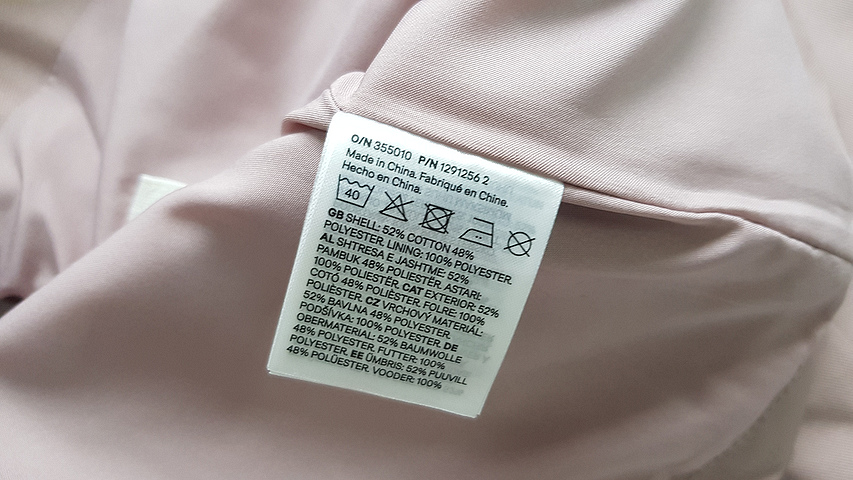 O/N 355010 P/N 1291256 2
Made in China. Fabriqué en Chine.
Hecho en China.
40
GB SHELL: 52% COTTON 48%
POLYESTER. LINING: 100% POLYESTER.
AL SHTRESA E JASHTME: 52%
PAMBUK 48% POLIESTËR. ASTARI:
100% POLIESTËR. CAT EXTERIOR: 52%
COTÓ 48% POLIÈSTER. FOLRE: 100%
POLIÈSTER. CZ VRCHOVÝ MATERIÁL:
52% BAVLNA 48% POLYESTER.
PODŠÍVKA: 100% POLYESTER. DE
OBERMATERIAL: 52% BAUMWOLLE
48% POLYESTER. FUTTER: 100%
POLYESTER. EE ÜMBRIS: 52% PUUVILL
48% POLÜESTER. VOODER: 100%